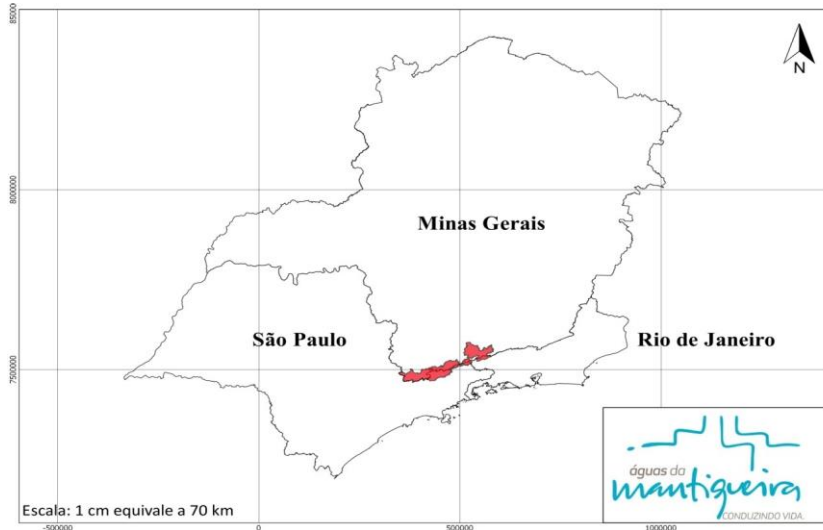 8500000
N
8000000
Minas Gerais
São Paulo
Rio de Janeiro
7500000
águas da
mantiqueira
CONDUZINDO VIDA.
Escala: 1 cm equivale a 70 km
-500000
0
500000
1000000